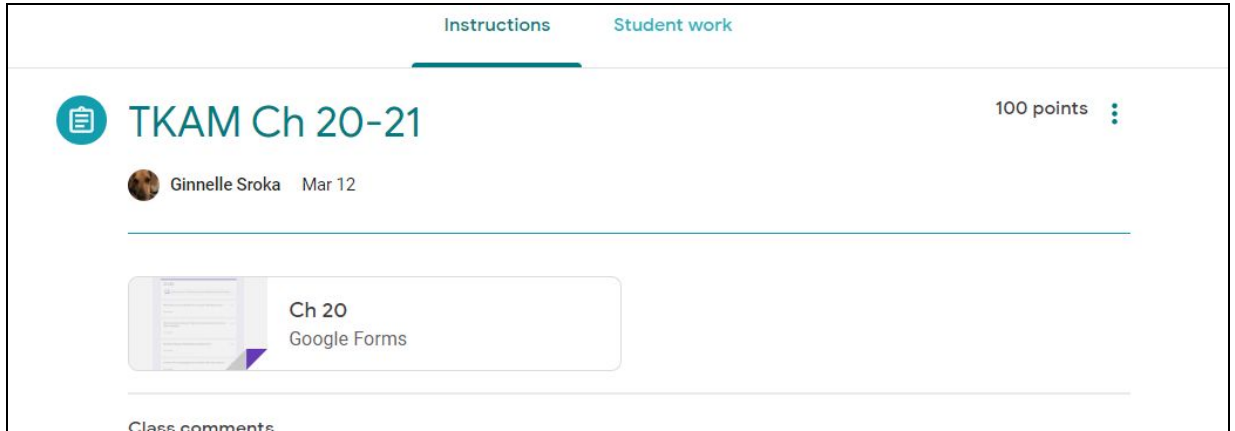 Instructions Student work
TKAM Ch 20-21
100 points
Ginnelle Sroka Mar 12
Ch 20
Google Forms
Class comments